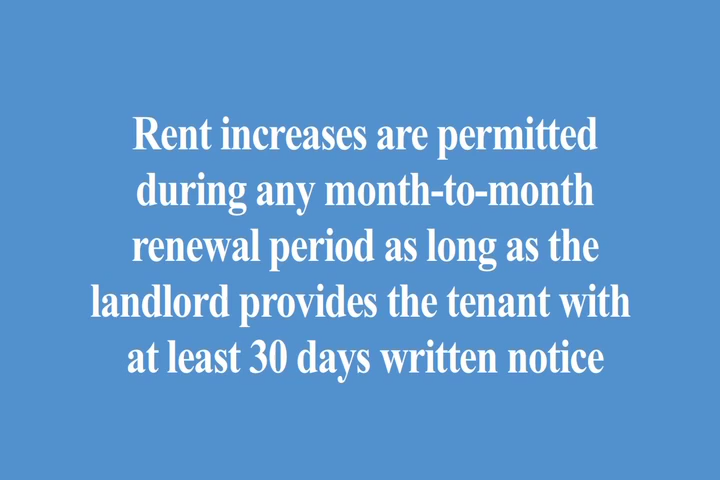 Rent increases are permitted
during any month-to-month
renewal period as long as the
landlord provides the tenant with
at least 30 days written notice